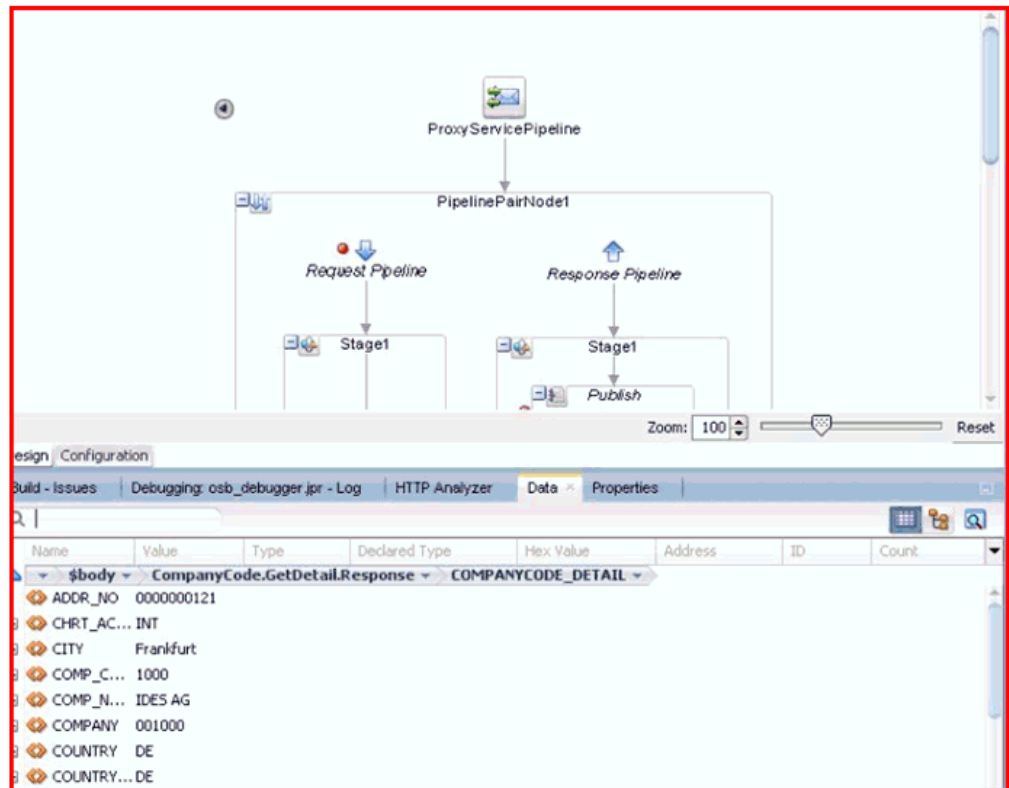 ProxyServicePipeline
PipelinePairNode1
Request Pipeline
Response Pipeline
Stage1
Stage1
Publish
Zoom: 100
Reset
esign Configuration
Build - Issues Debugging: osb_debugger.jpr - Log HTTP Analyzer Data Properties
Name Value Type Declared Type Hex Value Address ID Count
$body CompanyCode.GetDetail.Response COMPANYCODE_DETAIL
ADDR_NO 0000000121
CHRT_AC... INT
CITY Frankfurt
COMP_C... 1000
COMP_N... IDES AG
COMPANY 001000
COUNTRY DE
COUNTRY... DE